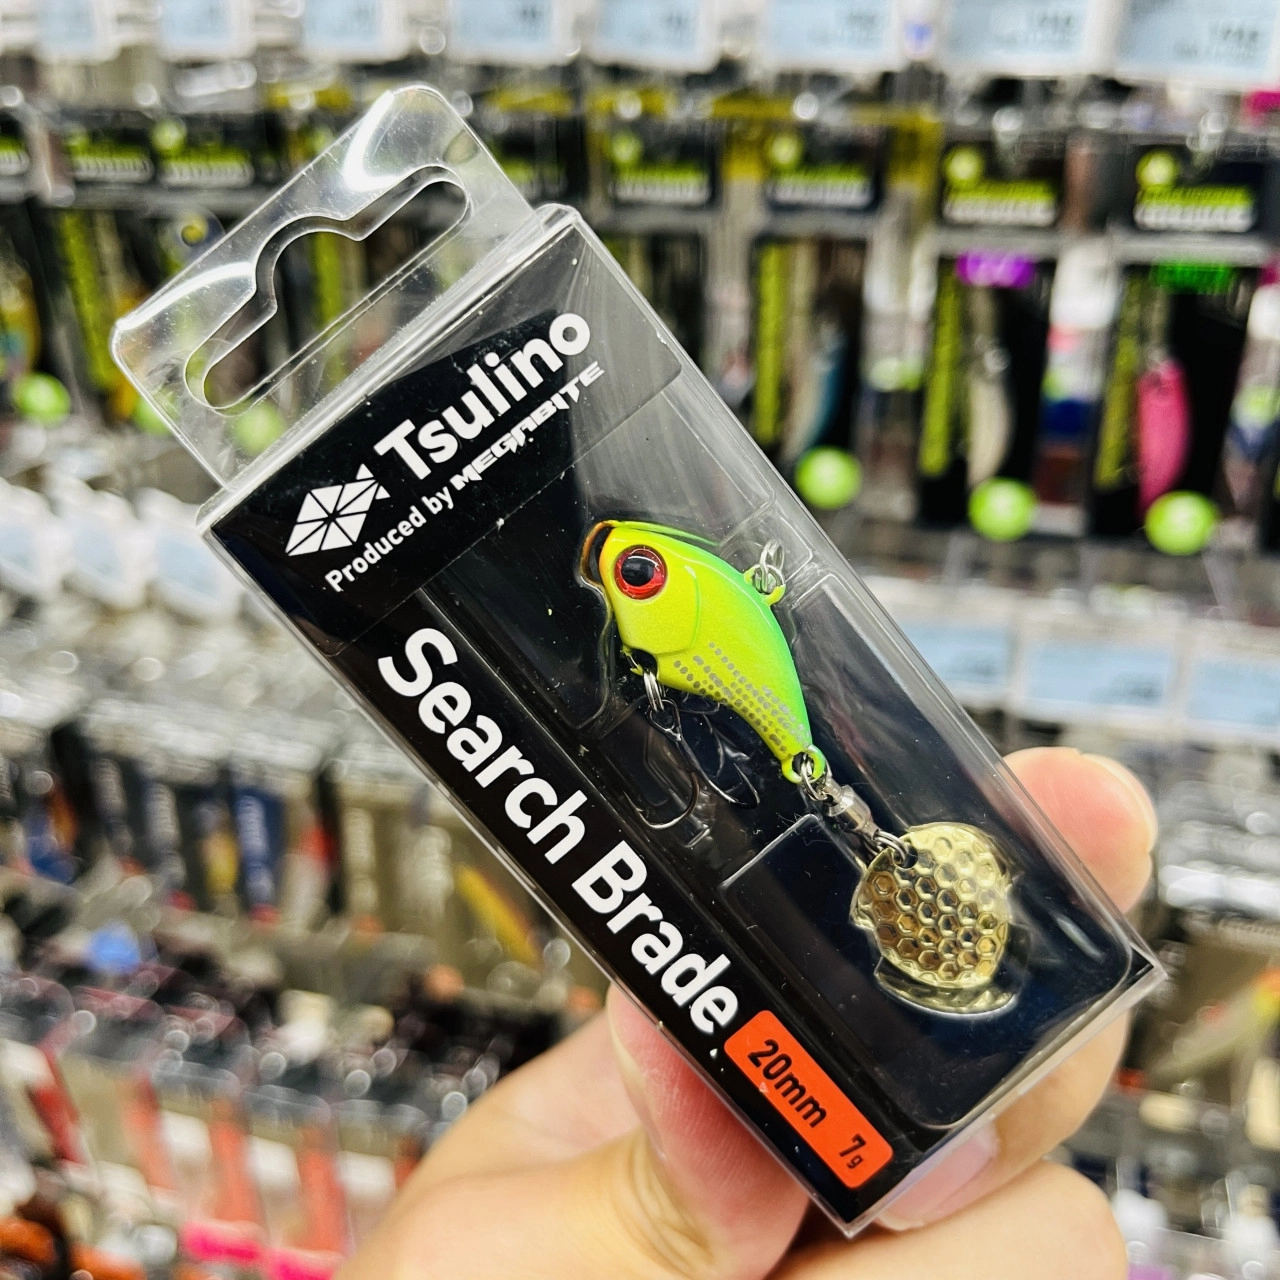 Tsulino
Produced by MEGABITE
Search Brade
20mm 7g